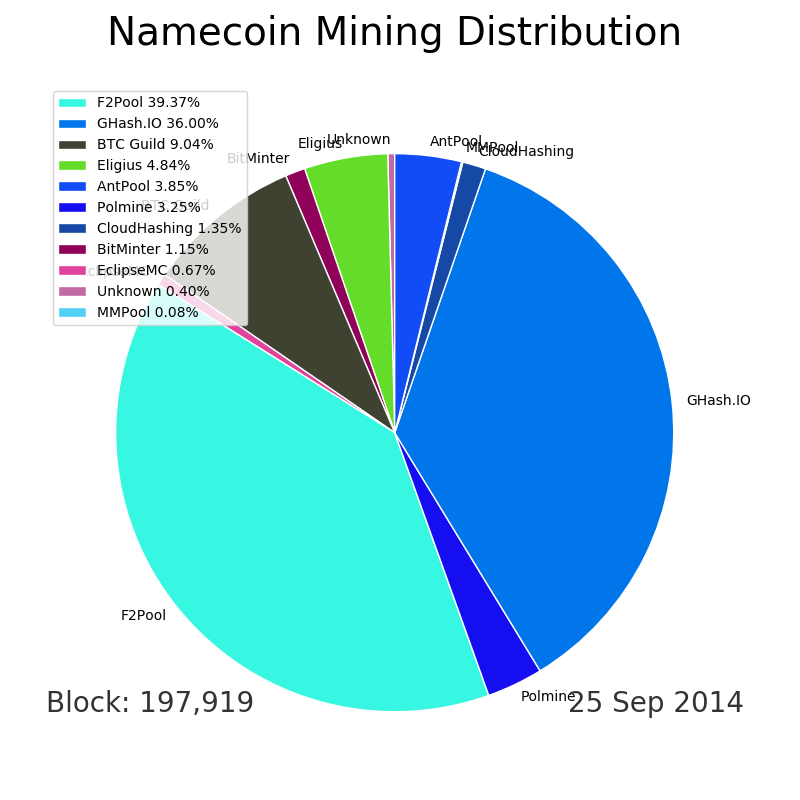 Namecoin Mining Distribution
F2Pool 39.37%
GHash.IO 36.00%
BTC Guild 9.04%
Eligius 4.84%
AntPool 3.85%
Polmine 3.25%
CloudHashing 1.35%
BitMinter 1.15%
EclipseMC 0.67%
Unknown 0.40%
MMPool 0.08%
Unknown
Eligius
BitMinter
AntPool
MMPool
CloudHashing
BTC Guild
GHash.IO
F2Pool
Polmine
Block: 197,919
25 Sep 2014